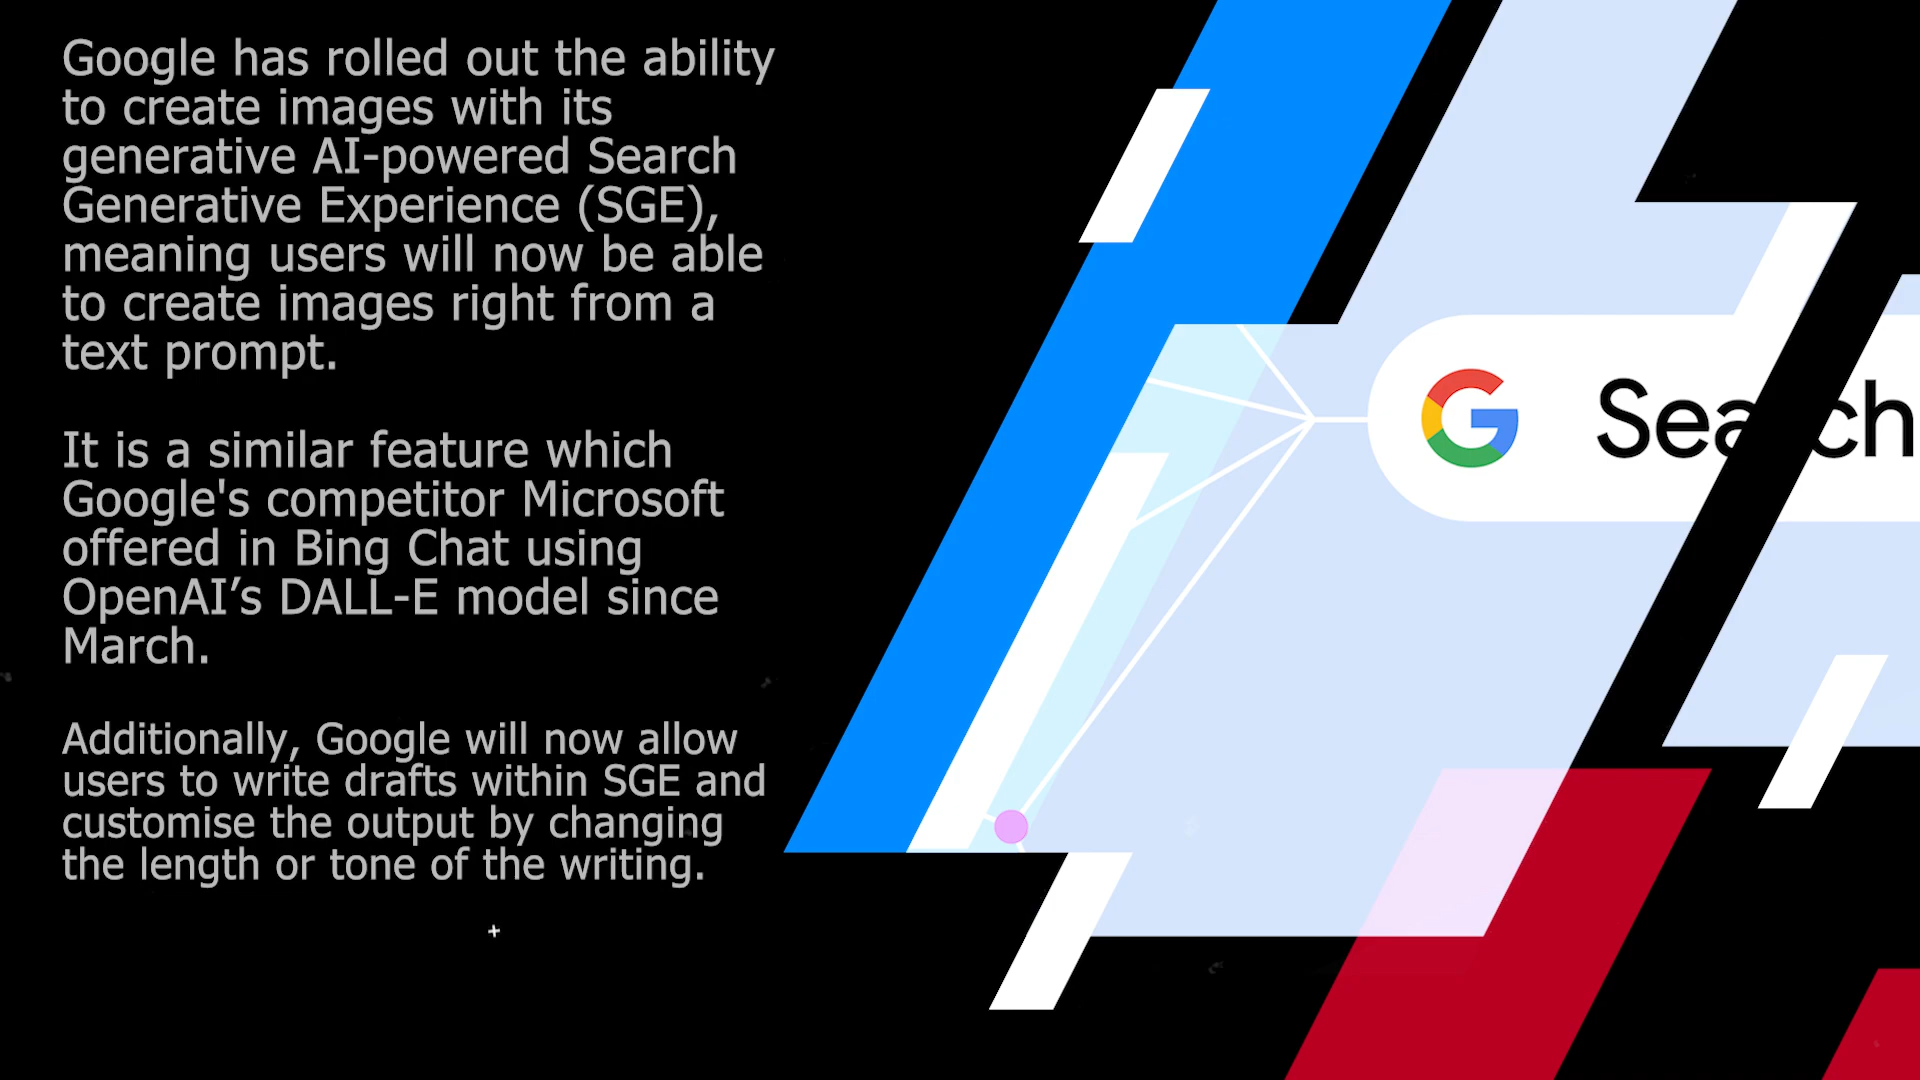 Google has rolled out the ability
to create images with its
generative AI-powered Search
Generative Experience (SGE),
meaning users will now be able
to create images right from a
text prompt.
It is a similar feature which
Google's competitor Microsoft
offered in Bing Chat using
OpenAI’s DALL-E model since
March.
Additionally, Google will now allow
users to write drafts within SGE and
customise the output by changing
the length or tone of the writing.
G Search